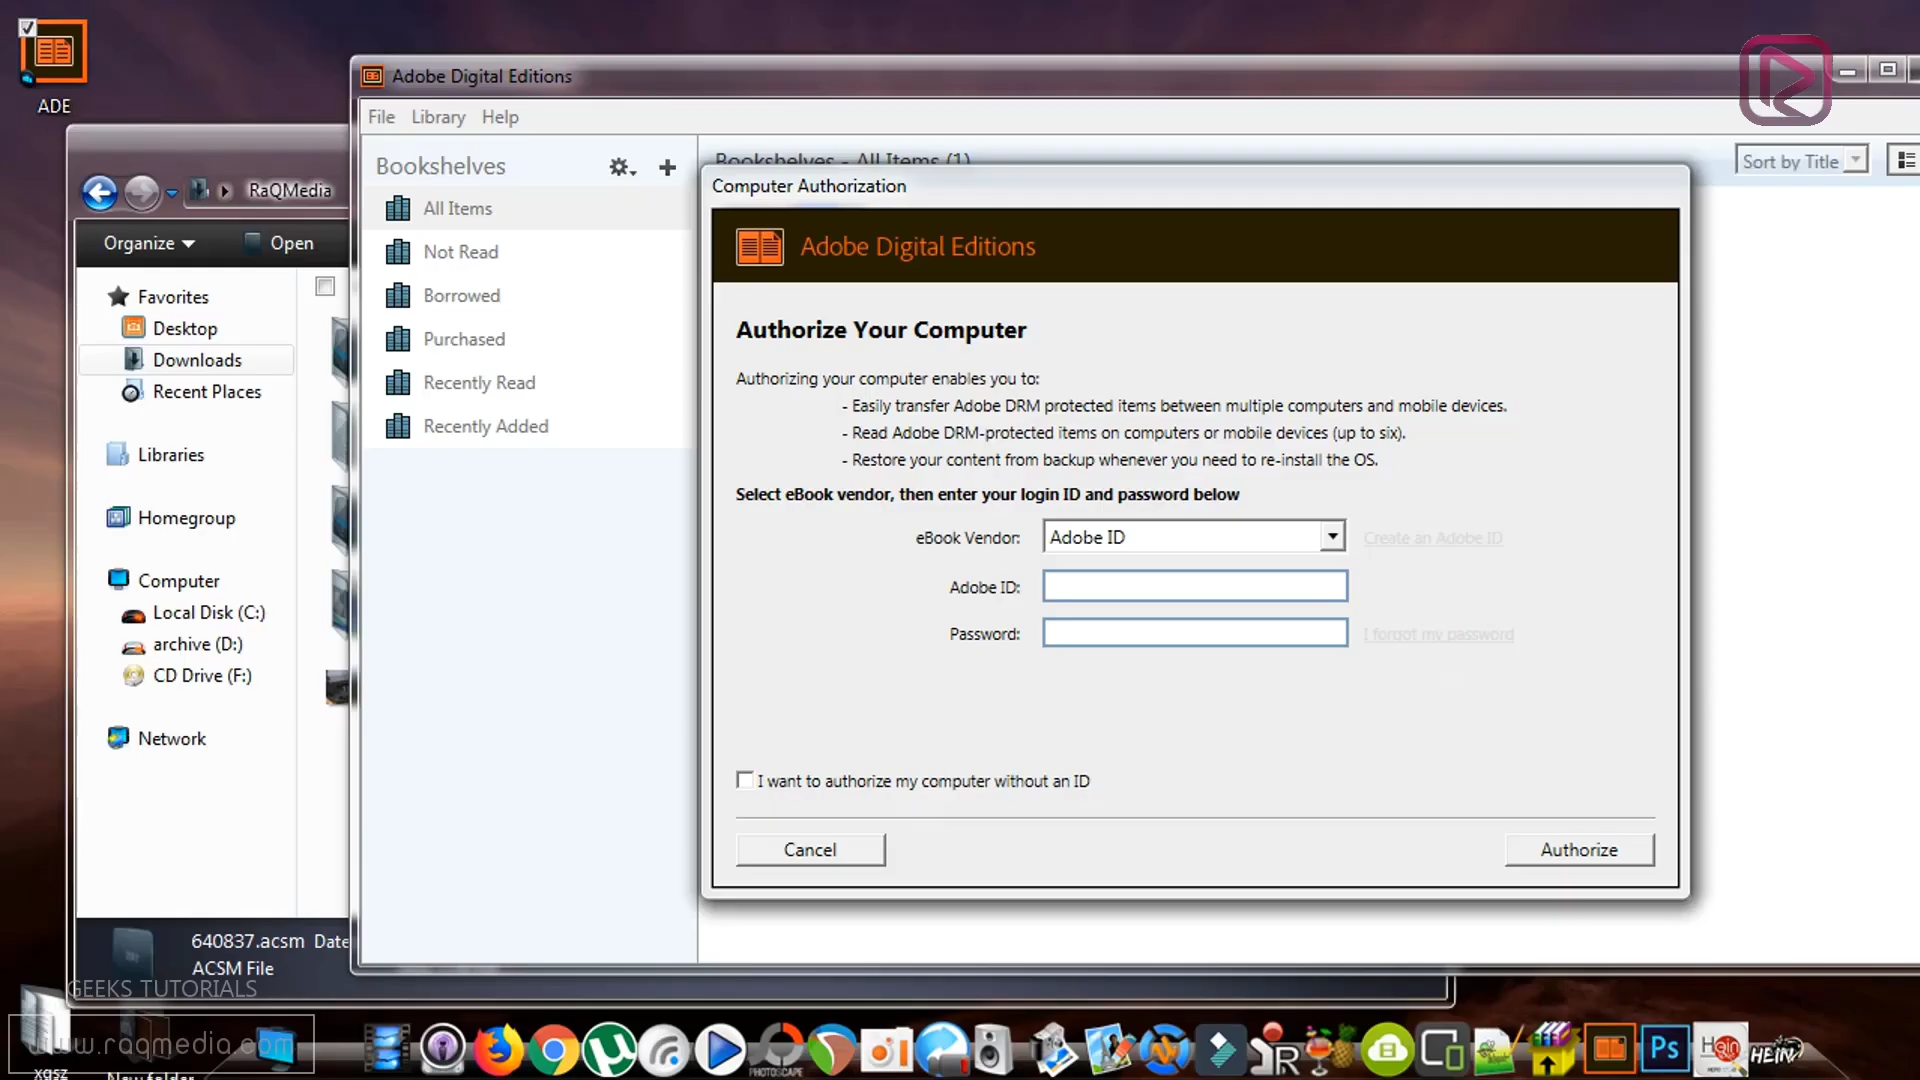 ADE
Adobe Digital Editions
File Library Help
Bookshelves
Bookshelves - All Items (1)
Sort by Title
All Items
Not Read
Borrowed
Purchased
Recently Read
Recently Added
RaQMedia
Organize Open
Favorites
Desktop
Downloads
Recent Places
Libraries
Homegroup
Computer
Local Disk (C:)
archive (D:)
CD Drive (F:)
Network
640837.acsm Date
ACSM File
Computer Authorization
Adobe Digital Editions
Authorize Your Computer
Authorizing your computer enables you to:
- Easily transfer Adobe DRM protected items between multiple computers and mobile devices.
- Read Adobe DRM-protected items on computers or mobile devices (up to six).
- Restore your content from backup whenever you need to re-install the OS.
Select eBook vendor, then enter your login ID and password below
eBook Vendor: Adobe ID Create an Adobe ID
Adobe ID:
Password: I forgot my password
I want to authorize my computer without an ID
Cancel Authorize
GEEKS TUTORIALS
www.raqmedia.com
xgsz
New folder
PHOTOSCAPE
Ps
Hein
HEIN